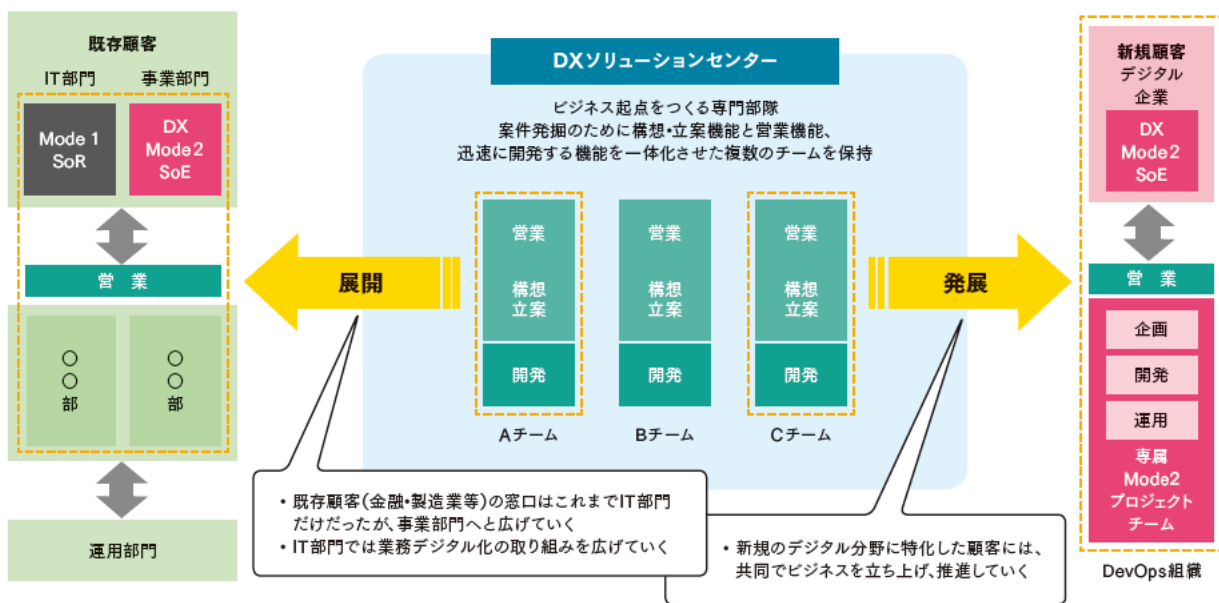 既存顧客
IT部門
事業部門
Mode 1
SoR
DX
Mode2
SoE
営 業
〇
〇
部
〇
〇
部
運用部門
DXソリューションセンター
ビジネス起点をつくる専門部隊
案件発掘のために構想・立案機能と営業機能、
迅速に開発する機能を一体化させた複数のチームを保持
展開
営業
構想
立案
開発
Aチーム
営業
構想
立案
開発
Bチーム
営業
構想
立案
開発
Cチーム
発展
・既存顧客(金融・製造業等)の窓口はこれまでIT部門
だけだったが、事業部門へと広げていく
・IT部門では業務デジタル化の取り組みを広げていく
・新規のデジタル分野に特化した顧客には、
共同でビジネスを立ち上げ、推進していく
新規顧客
デジタル
企業
DX
Mode2
SoE
営 業
企画
開発
運用
専属
Mode2
プロジェクト
チーム
DevOps組織